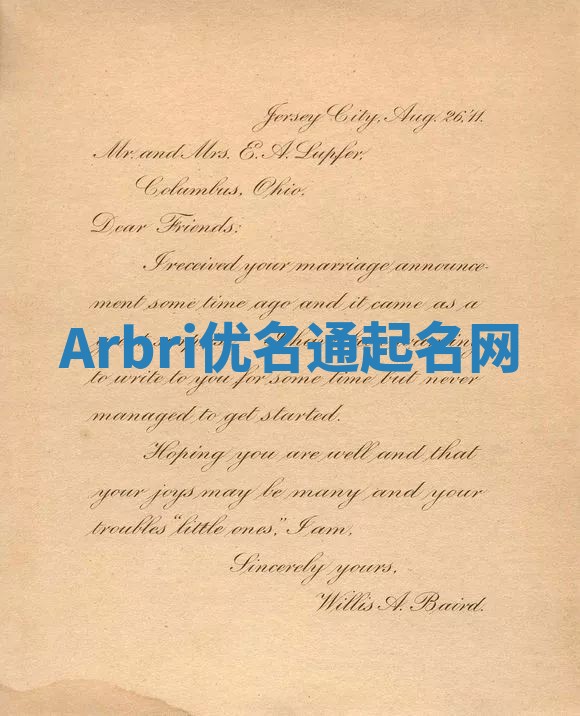 Jersey City, Aug. 26,'11.
Mr. and Mrs. E. A. Lupfer,
Columbus, Ohio.
Dear Friends:
I received your marriage announce-
ment some time ago and it came as a
Arbri优名通起名网
to write to you for some time but never
managed to get started.
Hoping you are well and that
your joys may be many and your
troubles "little ones," I am,
Sincerely yours,
Willis A. Baird.